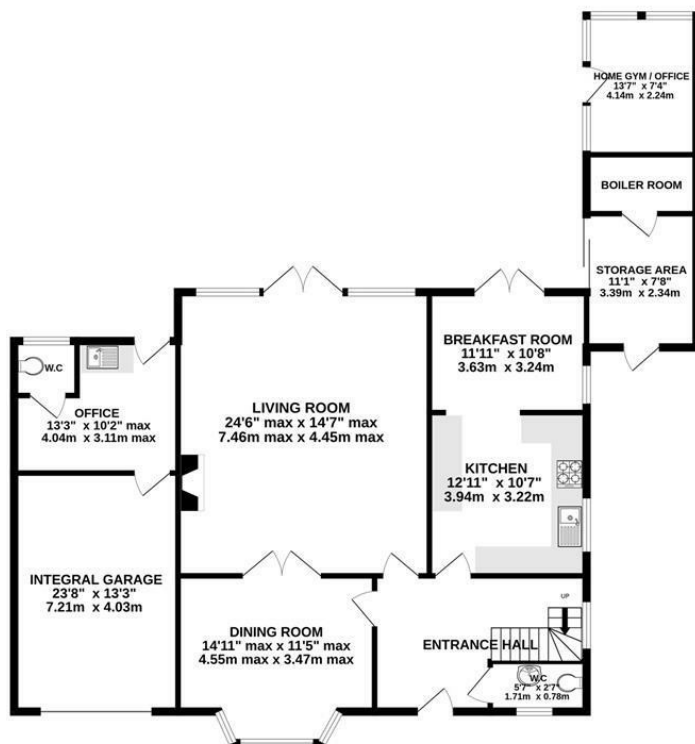 HOME GYM / OFFICE
13'7" x 7'4"
4.14m x 2.24m
BOILER ROOM
STORAGE AREA
11'1" x 7'8"
3.39m x 2.34m
BREAKFAST ROOM
11'11" x 10'8"
3.63m x 3.24m
W.C
OFFICE
13'3" x 10'2" max
4.04m x 3.11m max
LIVING ROOM
24'6" max x 14'7" max
7.46m max x 4.45m max
KITCHEN
12'11" x 10'7"
3.94m x 3.22m
INTEGRAL GARAGE
23'8" x 13'3"
7.21m x 4.03m
DINING ROOM
14'11" max x 11'5" max
4.55m max x 3.47m max
UP
ENTRANCE HALL
W.C
5'7" x 2'7"
1.71m x 0.78m